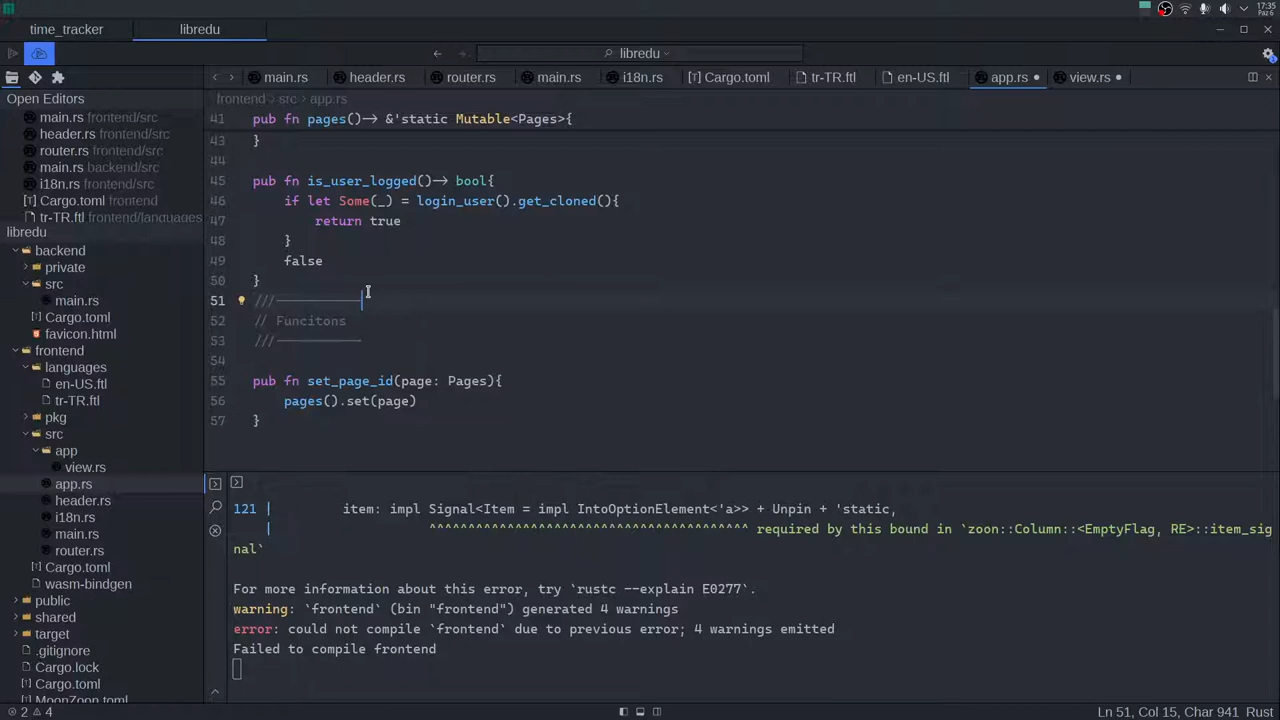 17:35
Paz 6
time_tracker
libredu
libredu
main.rs
header.rs
router.rs
main.rs
i18n.rs
Cargo.toml
tr-TR.ftl
en-US.ftl
app.rs
view.rs
Open Editors
main.rs frontend/src
header.rs frontend/src
router.rs frontend/src
main.rs backend/src
i18n.rs frontend/src
Cargo.toml frontend
tr-TR.ftl frontend/languages
libredu
backend
private
src
main.rs
Cargo.toml
favicon.html
frontend
languages
en-US.ftl
tr-TR.ftl
pkg
src
app
view.rs
app.rs
header.rs
i18n.rs
main.rs
router.rs
Cargo.toml
wasm-bindgen
public
shared
target
.gitignore
Cargo.lock
Cargo.toml
MoonZoon.toml
frontend › src › app.rs
41 pub fn pages()-> &'static Mutable<Pages>{
43 }
44
45 pub fn is_user_logged()-> bool{
46 if let Some(_) = login_user().get_cloned(){
47 return true
48 }
49 false
50 }
51 ///-----------
52 // Funcitons
53 ///-----------
54
55 pub fn set_page_id(page: Pages){
56 pages().set(page)
57 }
121 | item: impl Signal<Item = impl IntoOptionElement<'a>> + Unpin + 'static,
| ^^^^^^^^^^^^^^^^^^^^^^^^^^^^^^^^^^^^^^^^^ required by this bound in `zoon::Column::<EmptyFlag, RE>::item_sig
nal`
For more information about this error, try `rustc --explain E0277`.
warning: `frontend` (bin "frontend") generated 4 warnings
error: could not compile `frontend` due to previous error; 4 warnings emitted
Failed to compile frontend
2 4
Ln 51, Col 15, Char 941 Rust